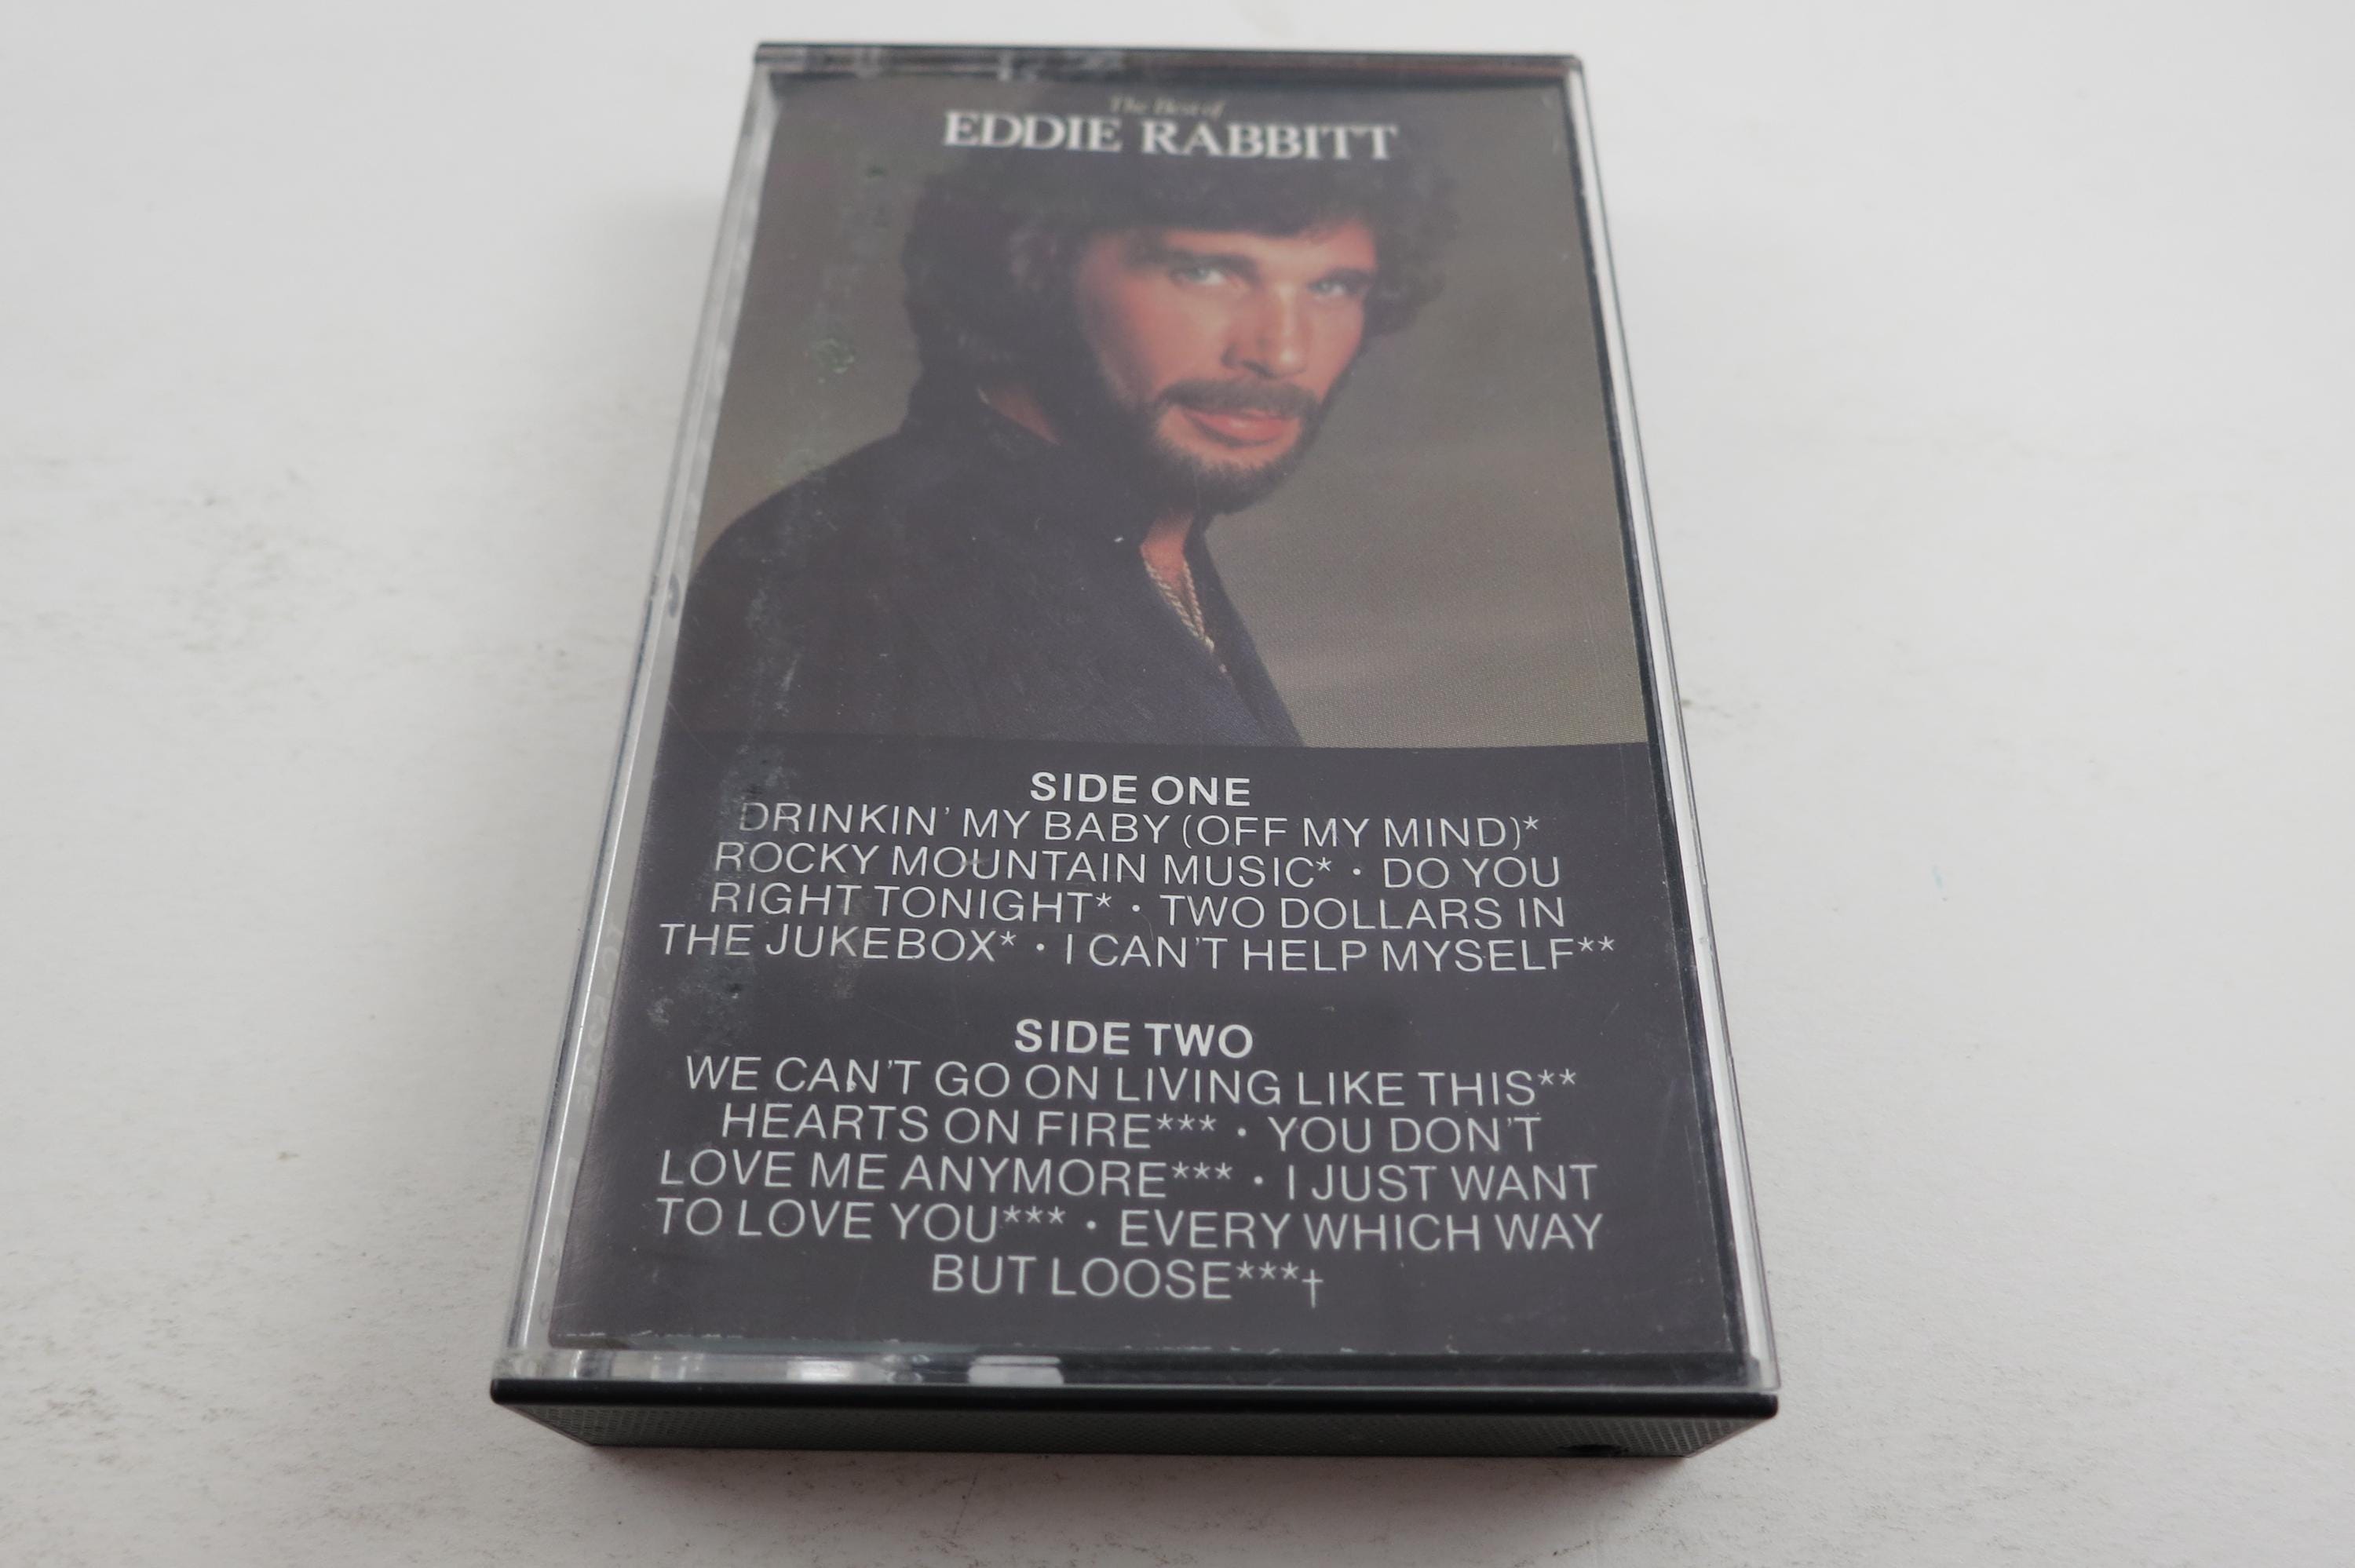 The Best of
EDDIE RABBITT
SIDE ONE
DRINKIN' MY BABY (OFF MY MIND)*
ROCKY MOUNTAIN MUSIC* · DO YOU
RIGHT TONIGHT* · TWO DOLLARS IN
THE JUKEBOX* · I CAN'T HELP MYSELF**
SIDE TWO
WE CAN'T GO ON LIVING LIKE THIS**
HEARTS ON FIRE*** · YOU DON'T
LOVE ME ANYMORE*** · I JUST WANT
TO LOVE YOU*** · EVERY WHICH WAY
BUT LOOSE***†